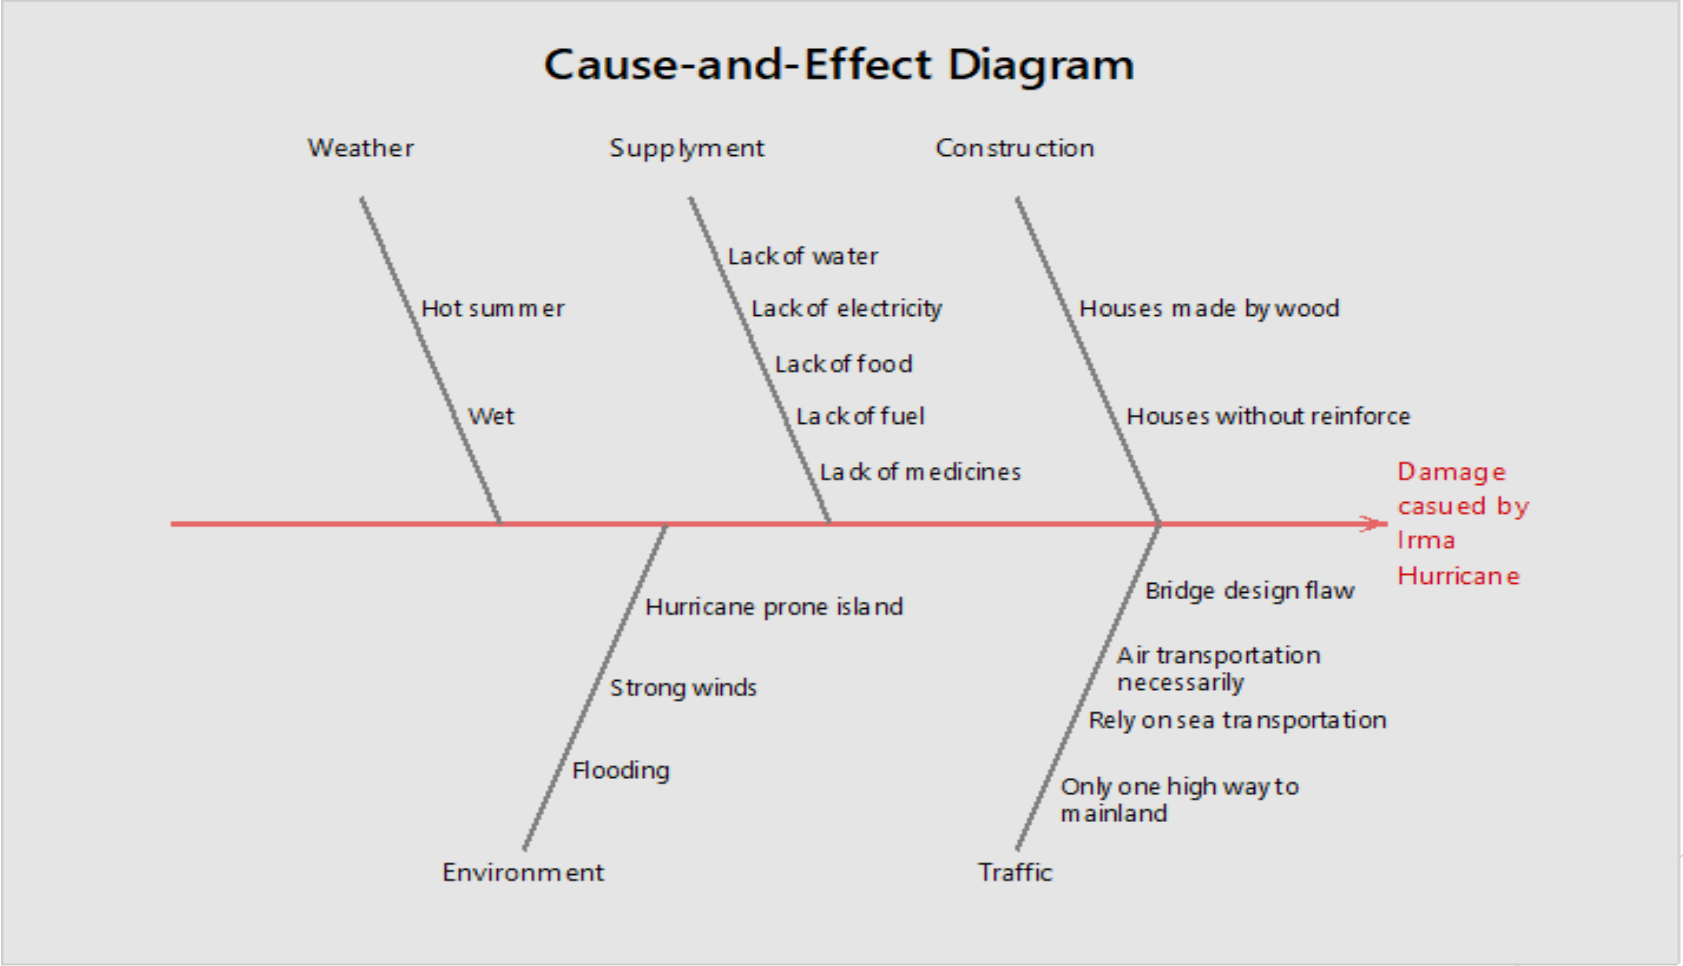 Cause-and-Effect Diagram
Weather
Supplyment
Construction
Lack of water
Hot summer
Lack of electricity
Houses made by wood
Lack of food
Wet
Lack of fuel
Houses without reinforce
Lack of medicines
Damage
casued by
Irma
Hurricane
Hurricane prone island
Bridge design flaw
Strong winds
Air transportation
necessarily
Rely on sea transportation
Flooding
Only one high way to
mainland
Environment
Traffic